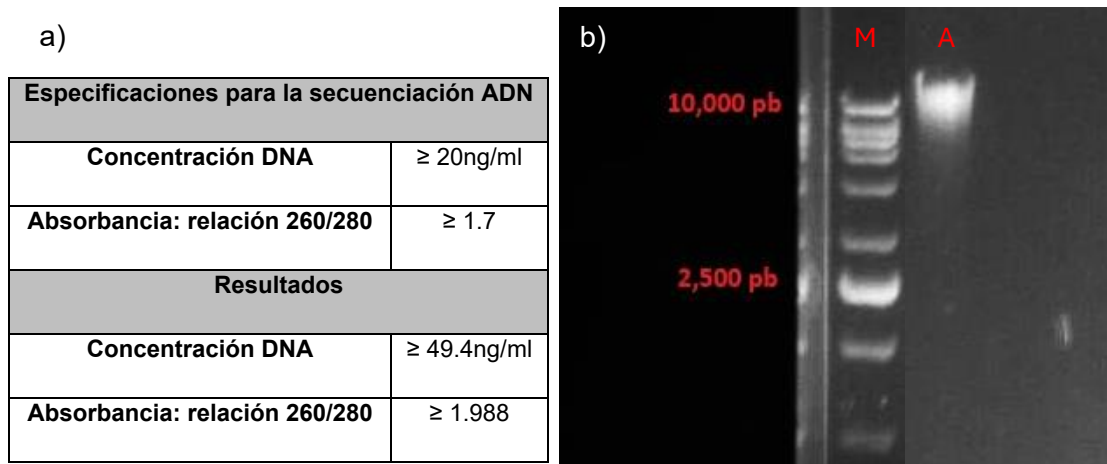 a)
Especificaciones para la secuenciación ADN
Concentración DNA ≥ 20ng/ml
Absorbancia: relación 260/280 ≥ 1.7
Resultados
Concentración DNA ≥ 49.4ng/ml
Absorbancia: relación 260/280 ≥ 1.988
b)
M A
10,000 pb
2,500 pb